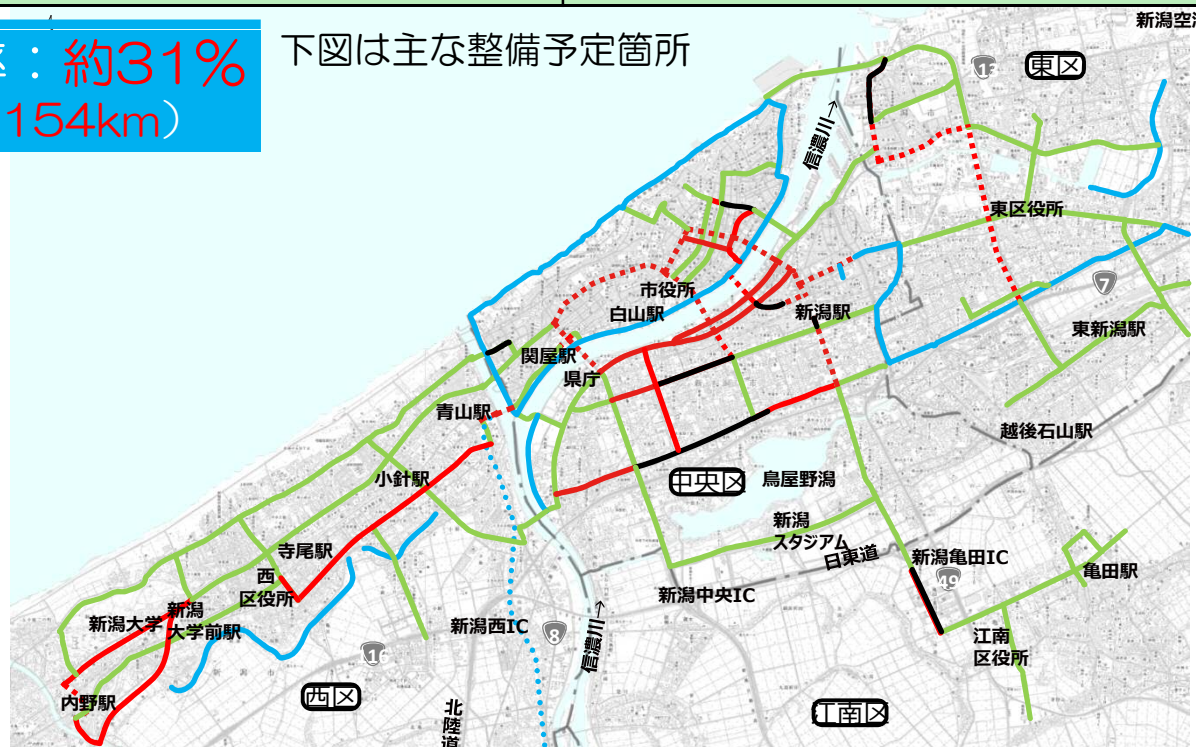 ：約31％
154km）
下図は主な整備予定箇所
新潟空
13
東区
信濃川→
東区役所
7
市役所
白山駅
新潟駅
東新潟駅
関屋駅
県庁
青山駅
越後石山駅
小針駅
中央区
鳥屋野潟
新潟
スタジアム
日東道
寺尾駅
西
区役所
新潟亀田IC
49
亀田駅
新潟中央IC
新潟大学
新潟
大学前駅
新潟西IC
8
信濃川→
江南
区役所
116
内野駅
西区
北陸道
江南区